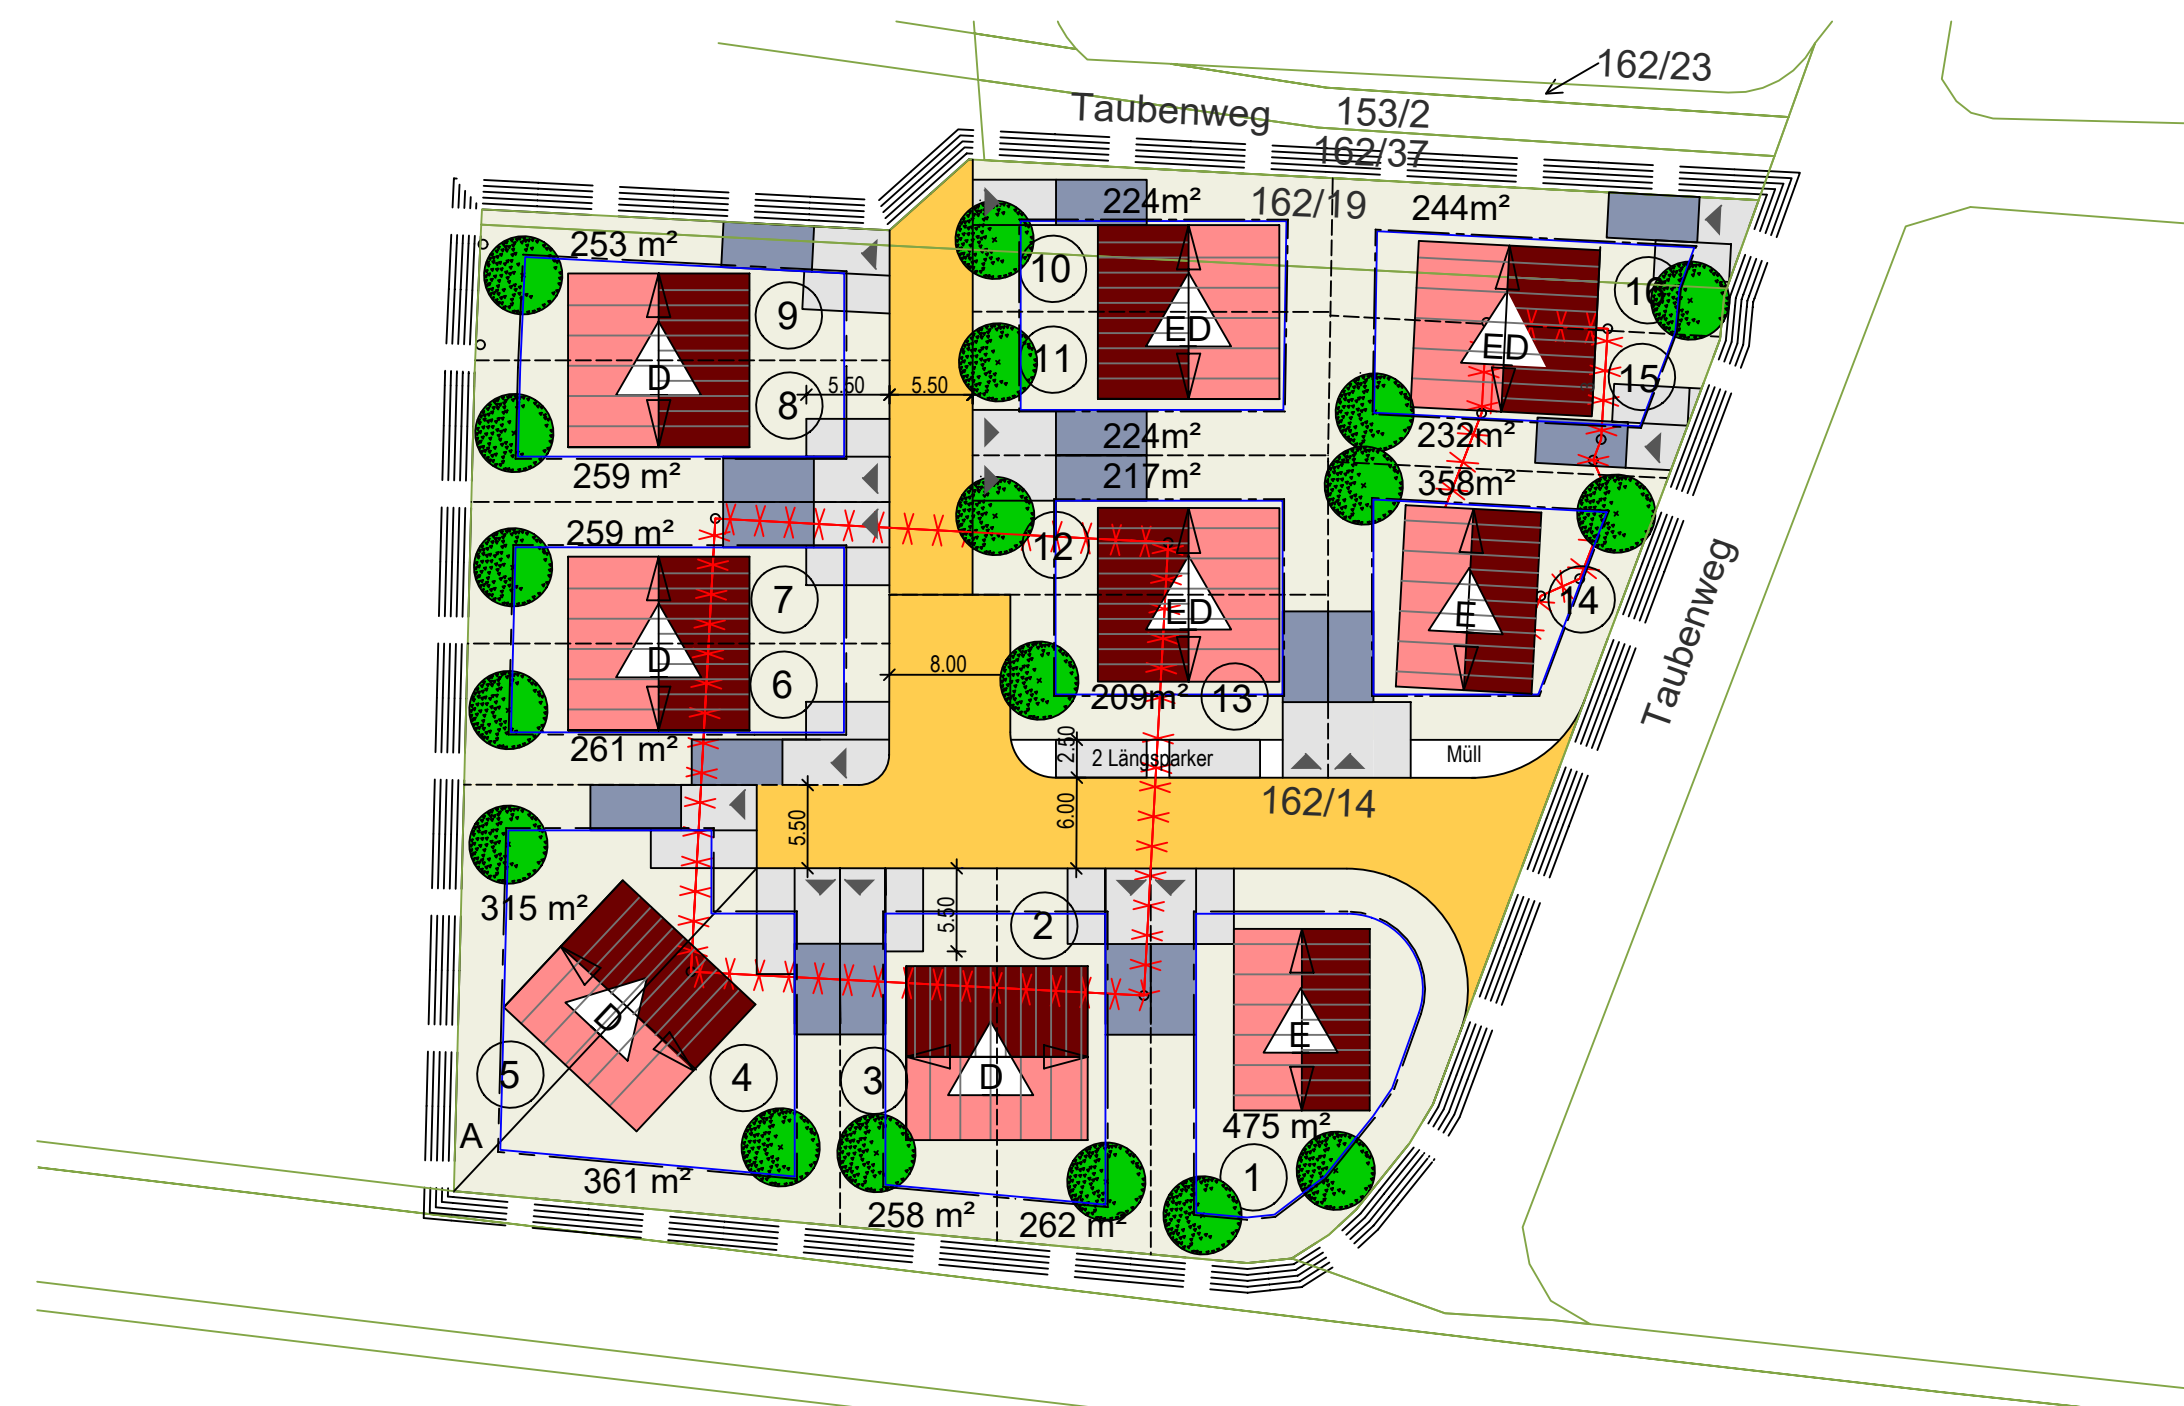 162/23
Taubenweg
153/2
162/37
162/19
224m²
244m²
253 m²
10
16
9
ED
11
ED
15
D
8
5.50
5.50
224m²
232m²
259 m²
217m²
358m²
259 m²
12
7
ED
14
E
D
6
8.00
209m²
13
Taubenweg
261 m²
2.50
2 Längsparker
Müll
162/14
6.00
5.50
315 m²
5.50
2
D
E
5
4
3
D
A
475 m²
1
361 m²
258 m²
262 m²